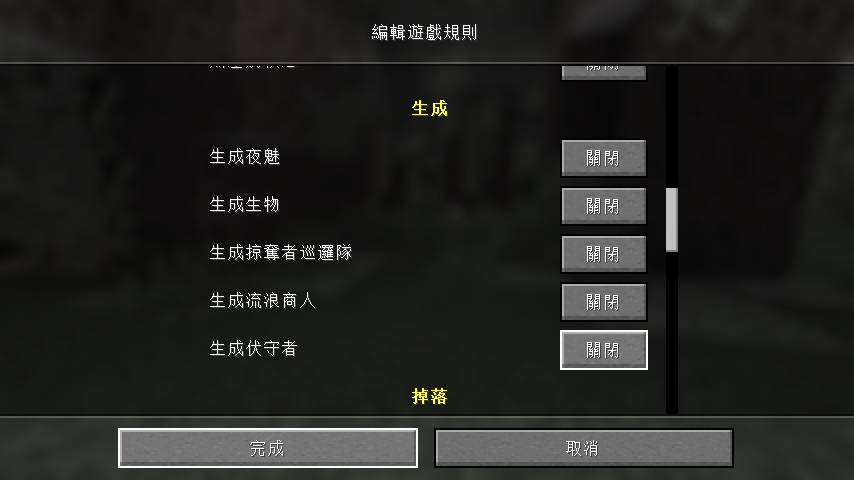 編輯遊戲規則
生成
生成夜魅 關閉
生成生物 關閉
生成掠奪者巡邏隊 關閉
生成流浪商人 關閉
生成伏守者 關閉
掉落
完成 取消